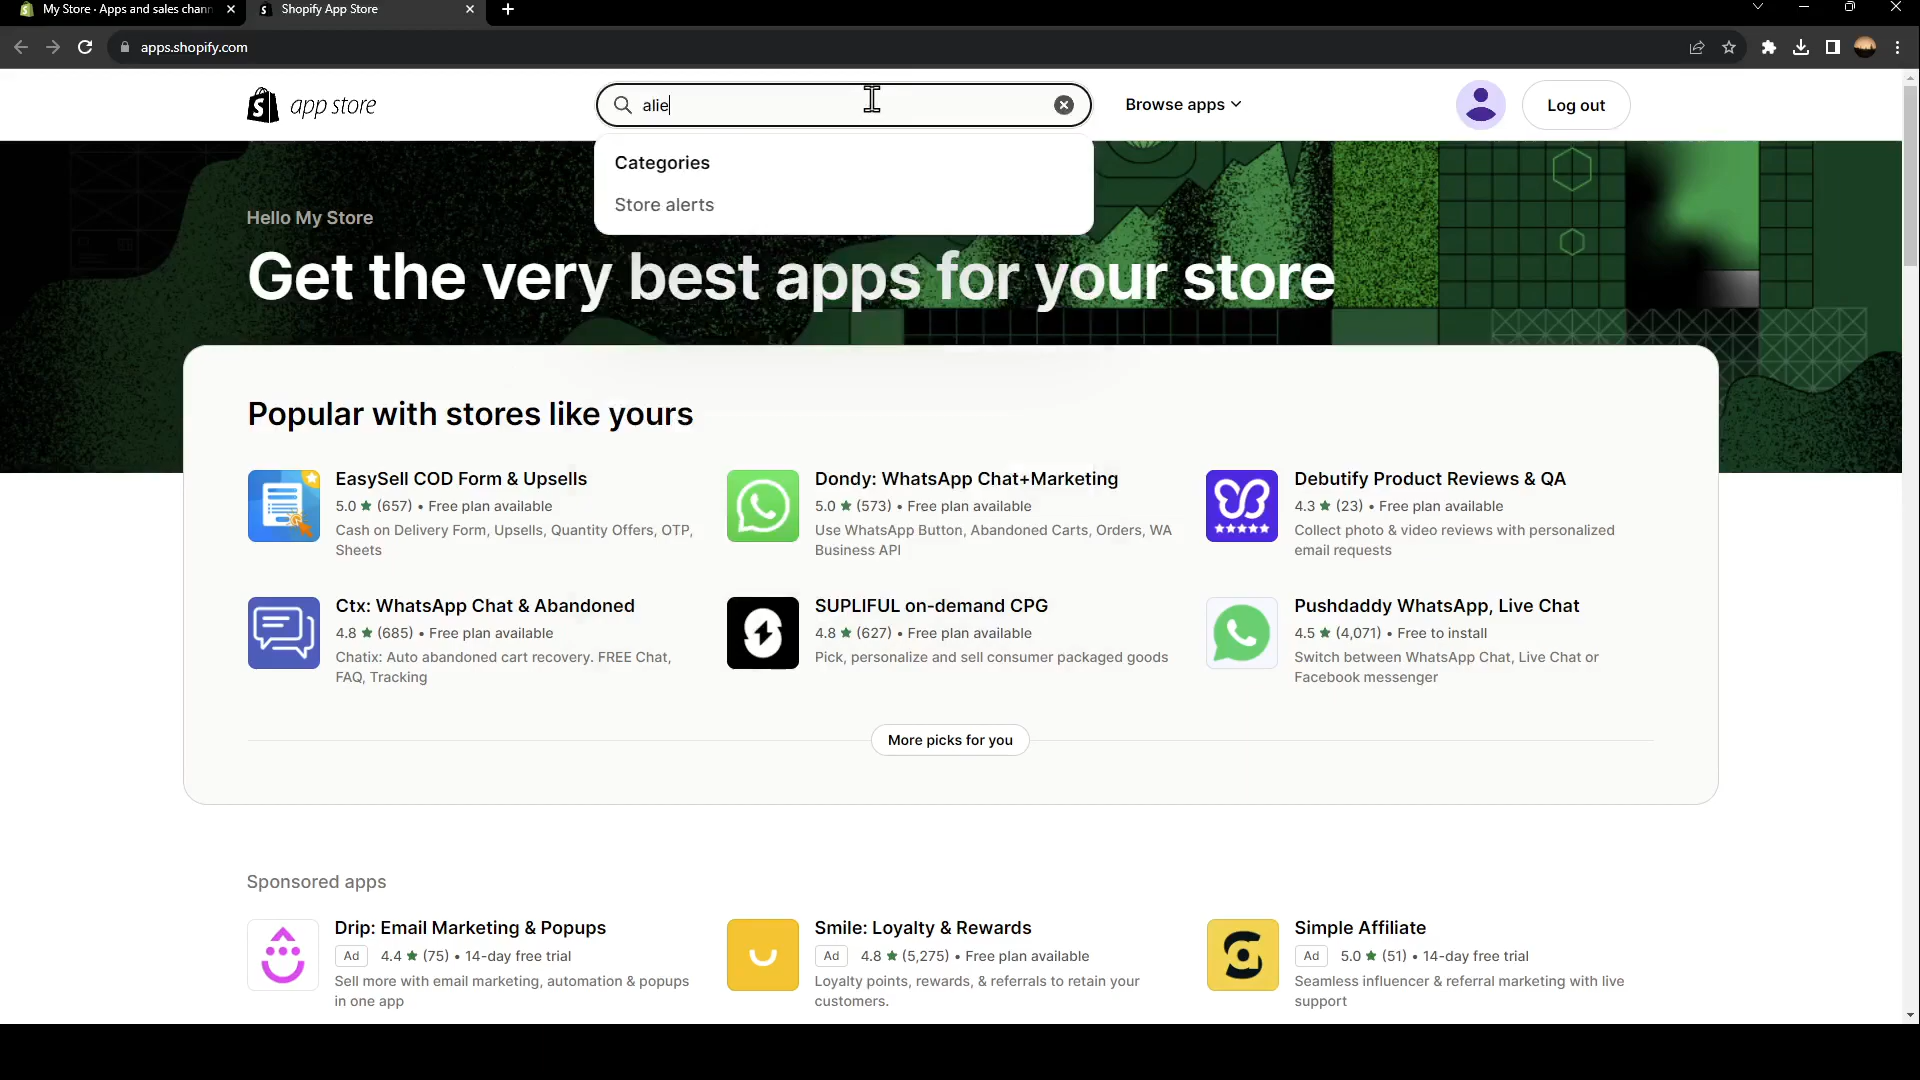 My Store · Apps and sales chann
Shopify App Store
apps.shopify.com
app store
alie
Browse apps
Log out
Categories
Store alerts
Hello My Store
Get the very best apps for your store
Popular with stores like yours
EasySell COD Form & Upsells
5.0 ★ (657) • Free plan available
Cash on Delivery Form, Upsells, Quantity Offers, OTP,
Sheets
Dondy: WhatsApp Chat+Marketing
5.0 ★ (573) • Free plan available
Use WhatsApp Button, Abandoned Carts, Orders, WA
Business API
Debutify Product Reviews & QA
4.3 ★ (23) • Free plan available
Collect photo & video reviews with personalized
email requests
Ctx: WhatsApp Chat & Abandoned
4.8 ★ (685) • Free plan available
Chatix: Auto abandoned cart recovery. FREE Chat,
FAQ, Tracking
SUPLIFUL on-demand CPG
4.8 ★ (627) • Free plan available
Pick, personalize and sell consumer packaged goods
Pushdaddy WhatsApp, Live Chat
4.5 ★ (4,071) • Free to install
Switch between WhatsApp Chat, Live Chat or
Facebook messenger
More picks for you
Sponsored apps
Drip: Email Marketing & Popups
Ad 4.4 ★ (75) • 14-day free trial
Sell more with email marketing, automation & popups
in one app
Smile: Loyalty & Rewards
Ad 4.8 ★ (5,275) • Free plan available
Loyalty points, rewards, & referrals to retain your
customers.
Simple Affiliate
Ad 5.0 ★ (51) • 14-day free trial
Seamless influencer & referral marketing with live
support